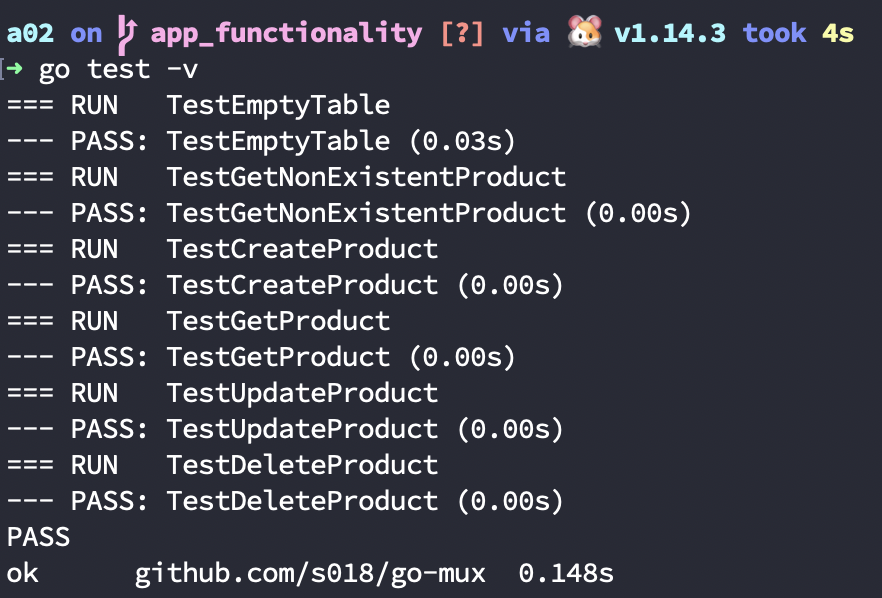 a02 on app_functionality [?] via 🐹 v1.14.3 took 4s
➜ go test -v
=== RUN   TestEmptyTable
--- PASS: TestEmptyTable (0.03s)
=== RUN   TestGetNonExistentProduct
--- PASS: TestGetNonExistentProduct (0.00s)
=== RUN   TestCreateProduct
--- PASS: TestCreateProduct (0.00s)
=== RUN   TestGetProduct
--- PASS: TestGetProduct (0.00s)
=== RUN   TestUpdateProduct
--- PASS: TestUpdateProduct (0.00s)
=== RUN   TestDeleteProduct
--- PASS: TestDeleteProduct (0.00s)
PASS
ok      github.com/s018/go-mux  0.148s